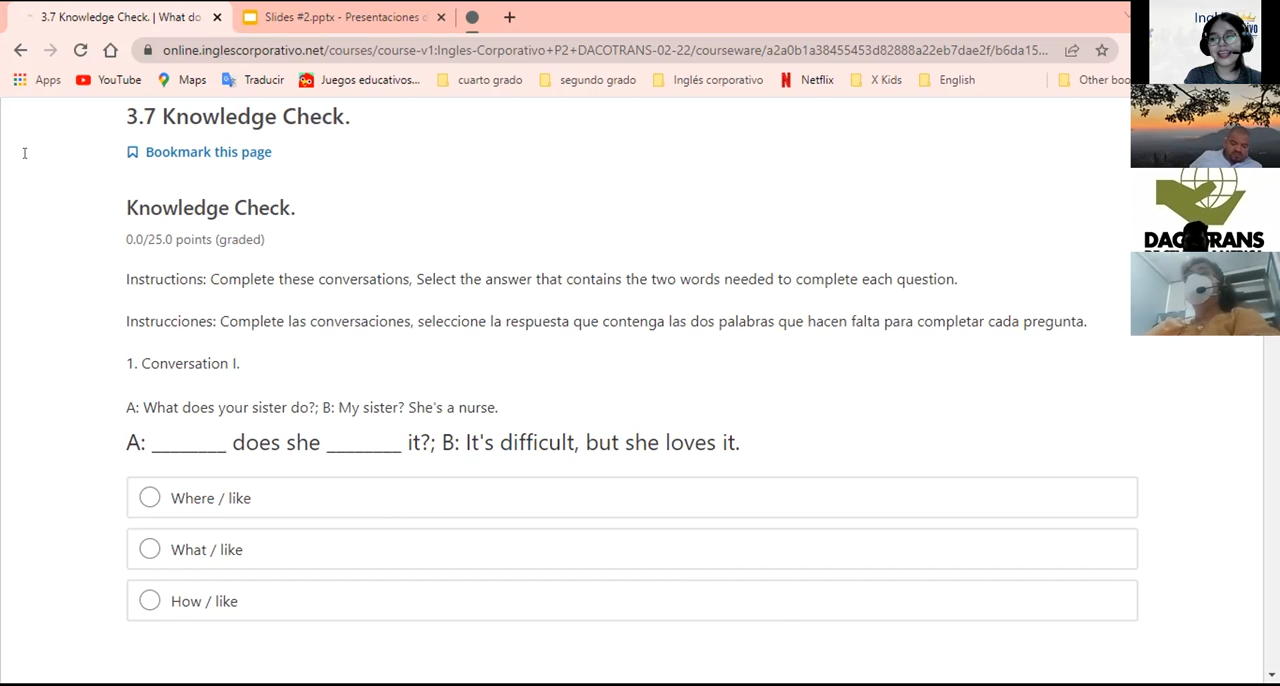 3.7 Knowledge Check. | What do
Slides #2.pptx - Presentaciones d
online.inglescorporativo.net/courses/course-v1:Ingles-Corporativo+P2+DACOTRANS-02-22/courseware/a2a0b1a38455453d82888a22eb7dae2f/b6da15...
Apps YouTube Maps Traducir Juegos educativos... cuarto grado segundo grado Inglés corporativo Netflix X Kids English Other boo
3.7 Knowledge Check.
Bookmark this page
Knowledge Check.
0.0/25.0 points (graded)
Instructions: Complete these conversations, Select the answer that contains the two words needed to complete each question.
Instrucciones: Complete las conversaciones, seleccione la respuesta que contenga las dos palabras que hacen falta para completar cada pregunta.
1. Conversation I.
A: What does your sister do?; B: My sister? She's a nurse.
A: ________ does she ________ it?; B: It's difficult, but she loves it.
Where / like
What / like
How / like